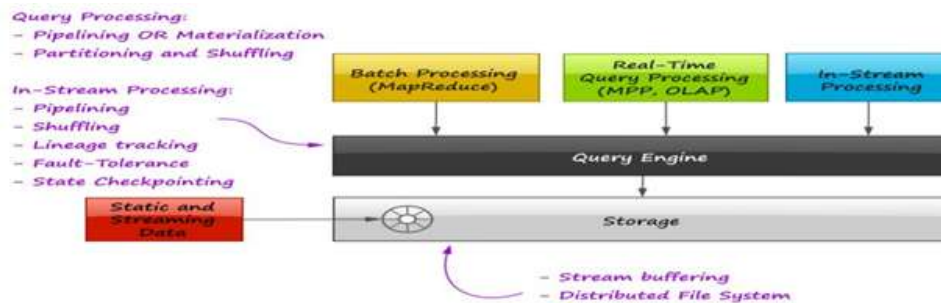 Query Processing:
- Pipelining OR Materialization
- Partitioning and Shuffling
In-Stream Processing:
- Pipelining
- Shuffling
- Lineage tracking
- Fault-Tolerance
- State Checkpointing
Batch Processing
(MapReduce)
Real-Time
Query Processing
(MPP, OLAP)
In-Stream
Processing
Query Engine
Static and
Streaming
Data
Storage
- Stream buffering
- Distributed File System